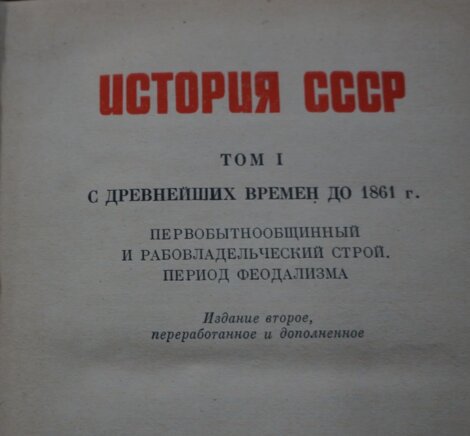 ИСТОРИЯ СССР
ТОМ I
С ДРЕВНЕЙШИХ ВРЕМЕН ДО 1861 г.
ПЕРВОБЫТНООБЩИННЫЙ
И РАБОВЛАДЕЛЬЧЕСКИЙ СТРОЙ.
ПЕРИОД ФЕОДАЛИЗМА
Издание второе,
переработанное и дополненное